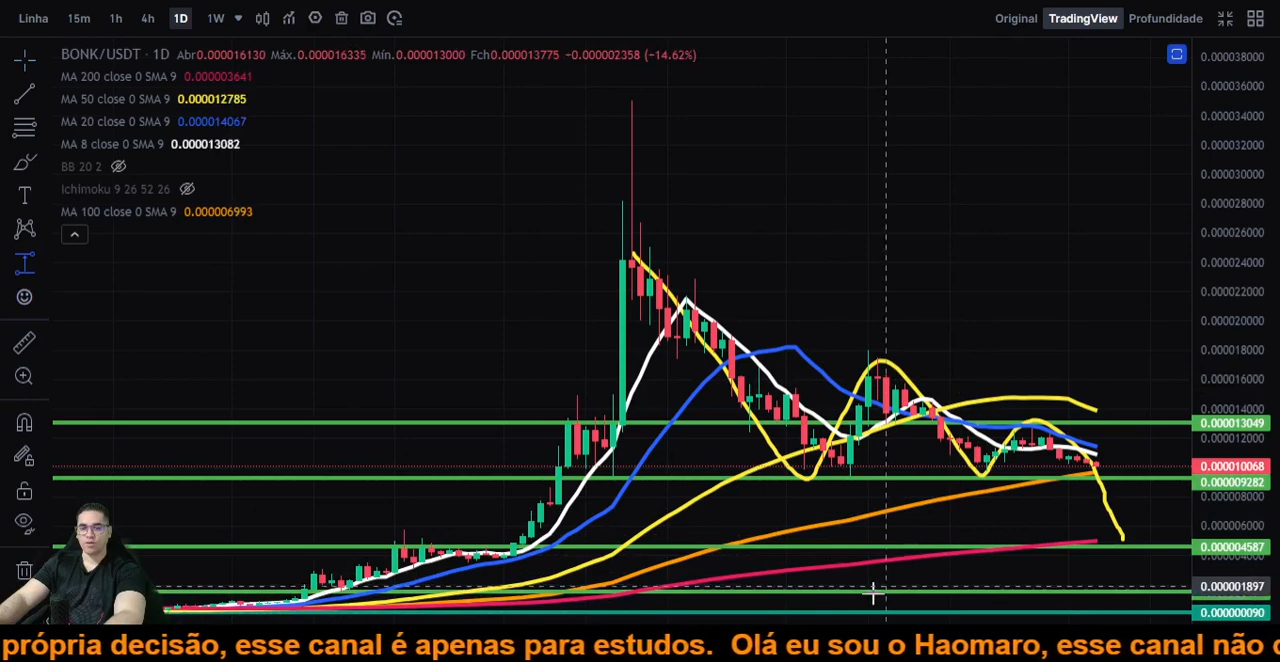 Linha 15m 1h 4h 1D 1W Original TradingView Profundidade
BONK/USDT · 1D Abr0.000016130 Máx.0.000016335 Mín.0.000013000 Fch0.000013775 −0.000002358 (−14.62%)
MA 200 close 0 SMA 9 0.000003641
MA 50 close 0 SMA 9 0.000012785
MA 20 close 0 SMA 9 0.000014067
MA 8 close 0 SMA 9 0.000013082
BB 20 2
Ichimoku 9 26 52 26
MA 100 close 0 SMA 9 0.000006993
0.000038000
0.000036000
0.000034000
0.000032000
0.000030000
0.000028000
0.000026000
0.000024000
0.000022000
0.000020000
0.000018000
0.000016000
0.000014000
0.000013049
0.000012000
0.000010068
0.000009282
0.000008000
0.000006000
0.000004587
0.000001897
0.000000090
própria decisão, esse canal é apenas para estudos. Olá eu sou o Haomaro, esse canal não